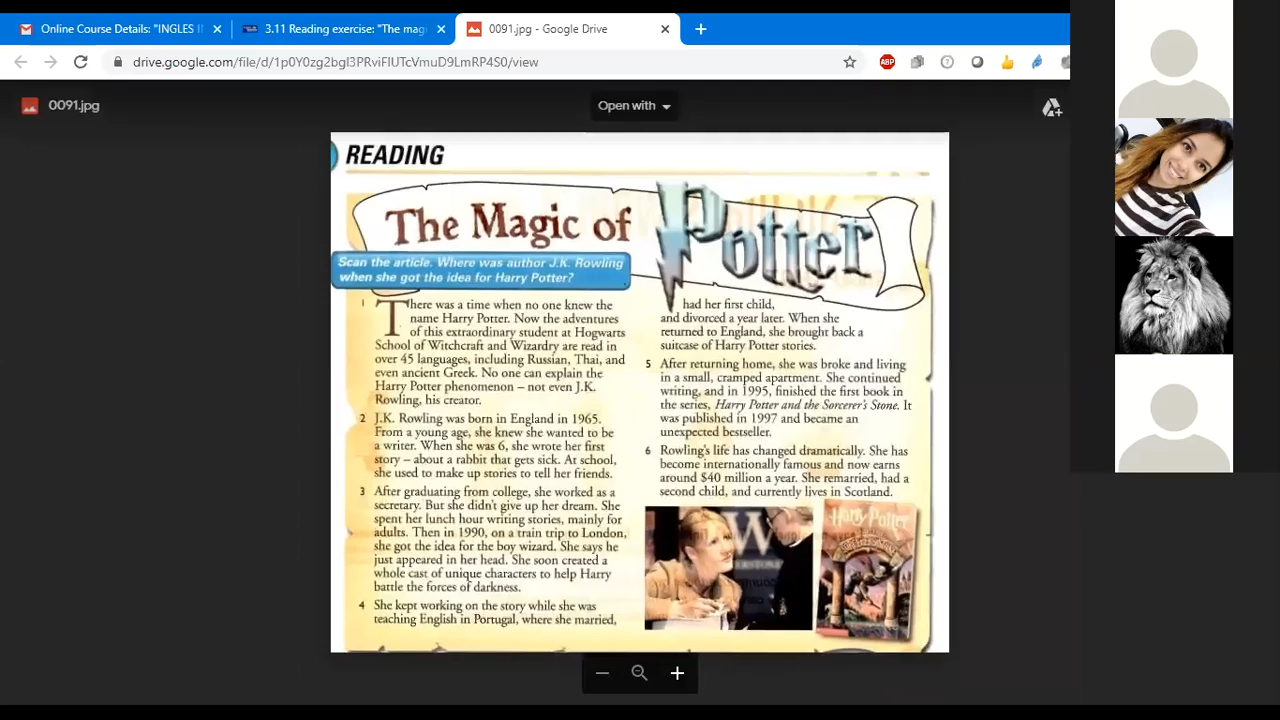 Online Course Details: "INGLES I
3.11 Reading exercise: "The mag
0091.jpg - Google Drive
drive.google.com/file/d/1p0Y0zg2bgl3PRviFlUTcVmuD9LmRP4S0/view
ABP
0091.jpg
Open with
READING
The Magic of Potter
Scan the article. Where was author J.K. Rowling
when she got the idea for Harry Potter?
1 There was a time when no one knew the
name Harry Potter. Now the adventures
of this extraordinary student at Hogwarts
School of Witchcraft and Wizardry are read in
over 45 languages, including Russian, Thai, and
even ancient Greek. No one can explain the
Harry Potter phenomenon – not even J.K.
Rowling, his creator.
2 J.K. Rowling was born in England in 1965.
From a young age, she knew she wanted to be
a writer. When she was 6, she wrote her first
story – about a rabbit that gets sick. At school,
she used to make up stories to tell her friends.
3 After graduating from college, she worked as a
secretary. But she didn't give up her dream. She
spent her lunch hour writing stories, mainly for
adults. Then in 1990, on a train trip to London,
she got the idea for the boy wizard. She says he
just appeared in her head. She soon created a
whole cast of unique characters to help Harry
battle the forces of darkness.
4 She kept working on the story while she was
teaching English in Portugal, where she married,
had her first child,
and divorced a year later. When she
returned to England, she brought back a
suitcase of Harry Potter stories.
5 After returning home, she was broke and living
in a small, cramped apartment. She continued
writing, and in 1995, finished the first book in
the series, Harry Potter and the Sorcerer's Stone. It
was published in 1997 and became an
unexpected bestseller.
6 Rowling's life has changed dramatically. She has
become internationally famous and now earns
around $40 million a year. She remarried, had a
second child, and currently lives in Scotland.
W
Harry Potter